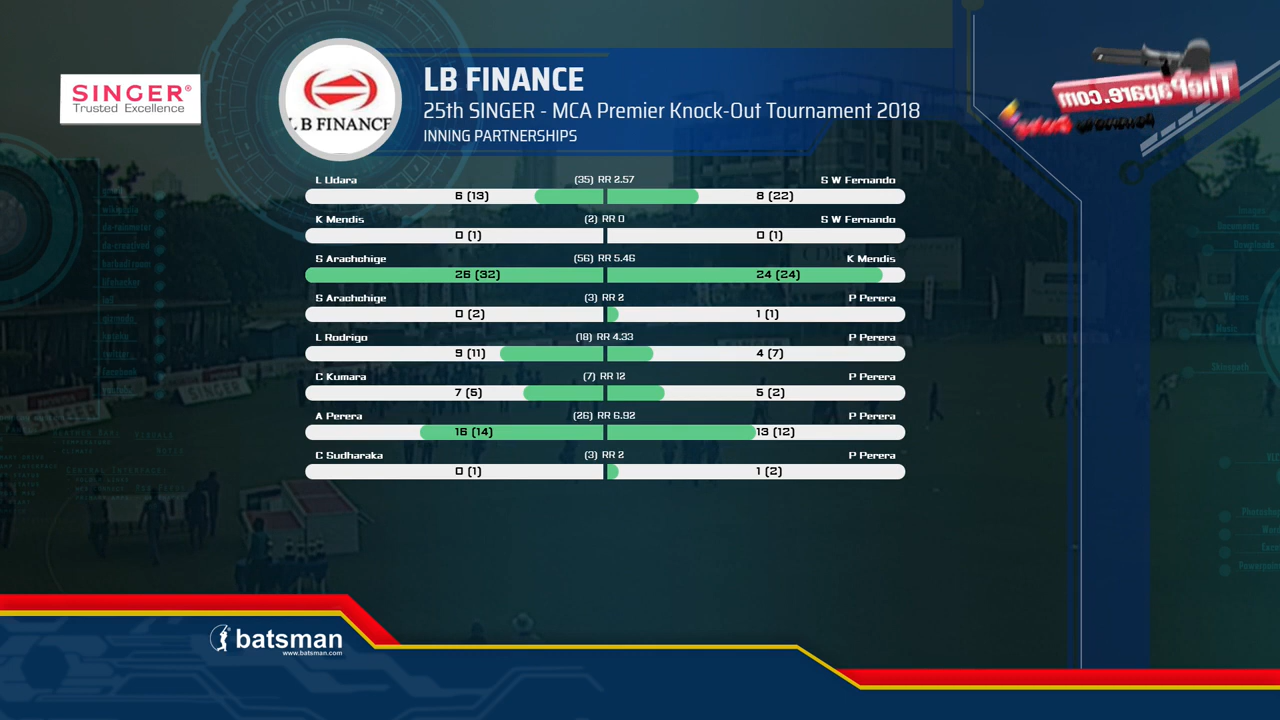 SINGER®
Trusted Excellence
L B FINANCE
LB FINANCE
25th SINGER - MCA Premier Knock-Out Tournament 2018
INNING PARTNERSHIPS
ThePapare.com
L Udara (35) RR 2.57 S W Fernando
6 (13) 8 (22)
K Mendis (2) RR 0 S W Fernando
0 (1) 0 (1)
S Arachchige (56) RR 5.46 K Mendis
26 (32) 24 (24)
S Arachchige (3) RR 2 P Perera
0 (2) 1 (1)
L Rodrigo (18) RR 4.33 P Perera
9 (11) 4 (7)
C Kumara (7) RR 12 P Perera
7 (5) 5 (2)
A Perera (26) RR 6.92 P Perera
16 (14) 13 (12)
C Sudharaka (3) RR 2 P Perera
0 (1) 1 (2)
batsman
www.batsman.com